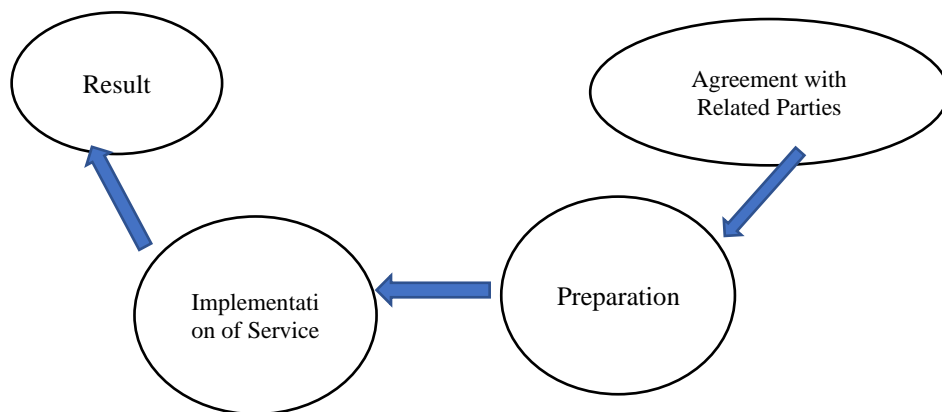 Result
Agreement with
Related Parties
Implementati
on of Service
Preparation